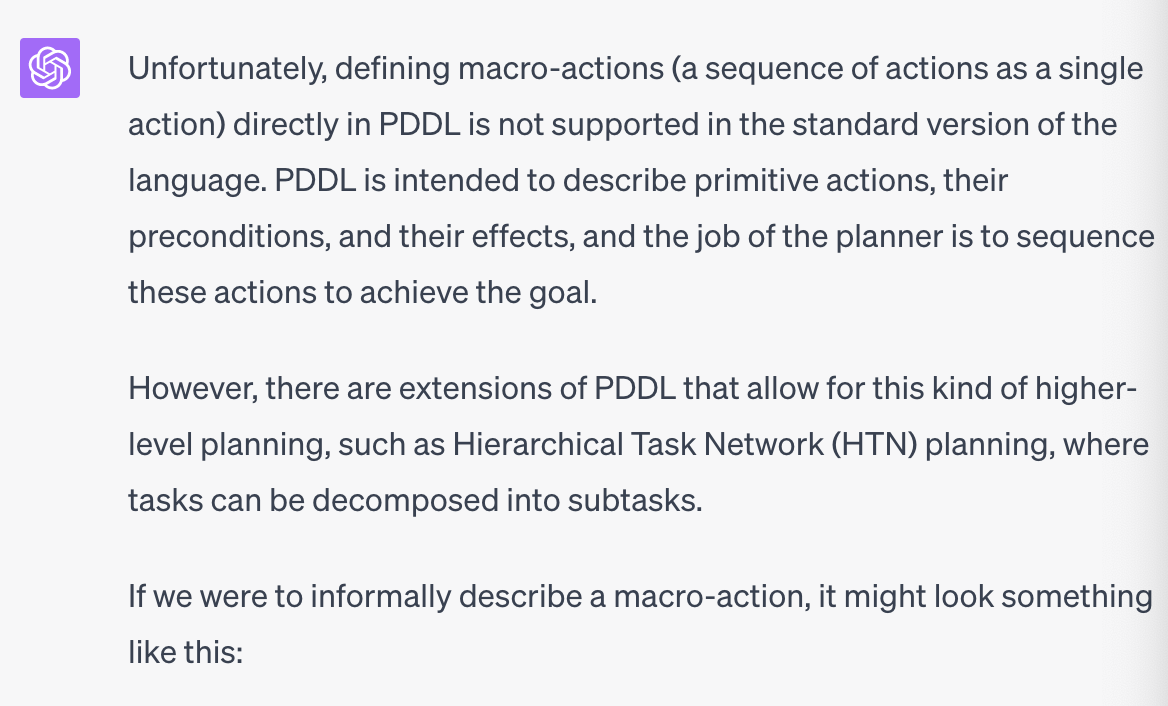 Unfortunately, defining macro-actions (a sequence of actions as a single
action) directly in PDDL is not supported in the standard version of the
language. PDDL is intended to describe primitive actions, their
preconditions, and their effects, and the job of the planner is to sequence
these actions to achieve the goal.
However, there are extensions of PDDL that allow for this kind of higher-
level planning, such as Hierarchical Task Network (HTN) planning, where
tasks can be decomposed into subtasks.
If we were to informally describe a macro-action, it might look something
like this: